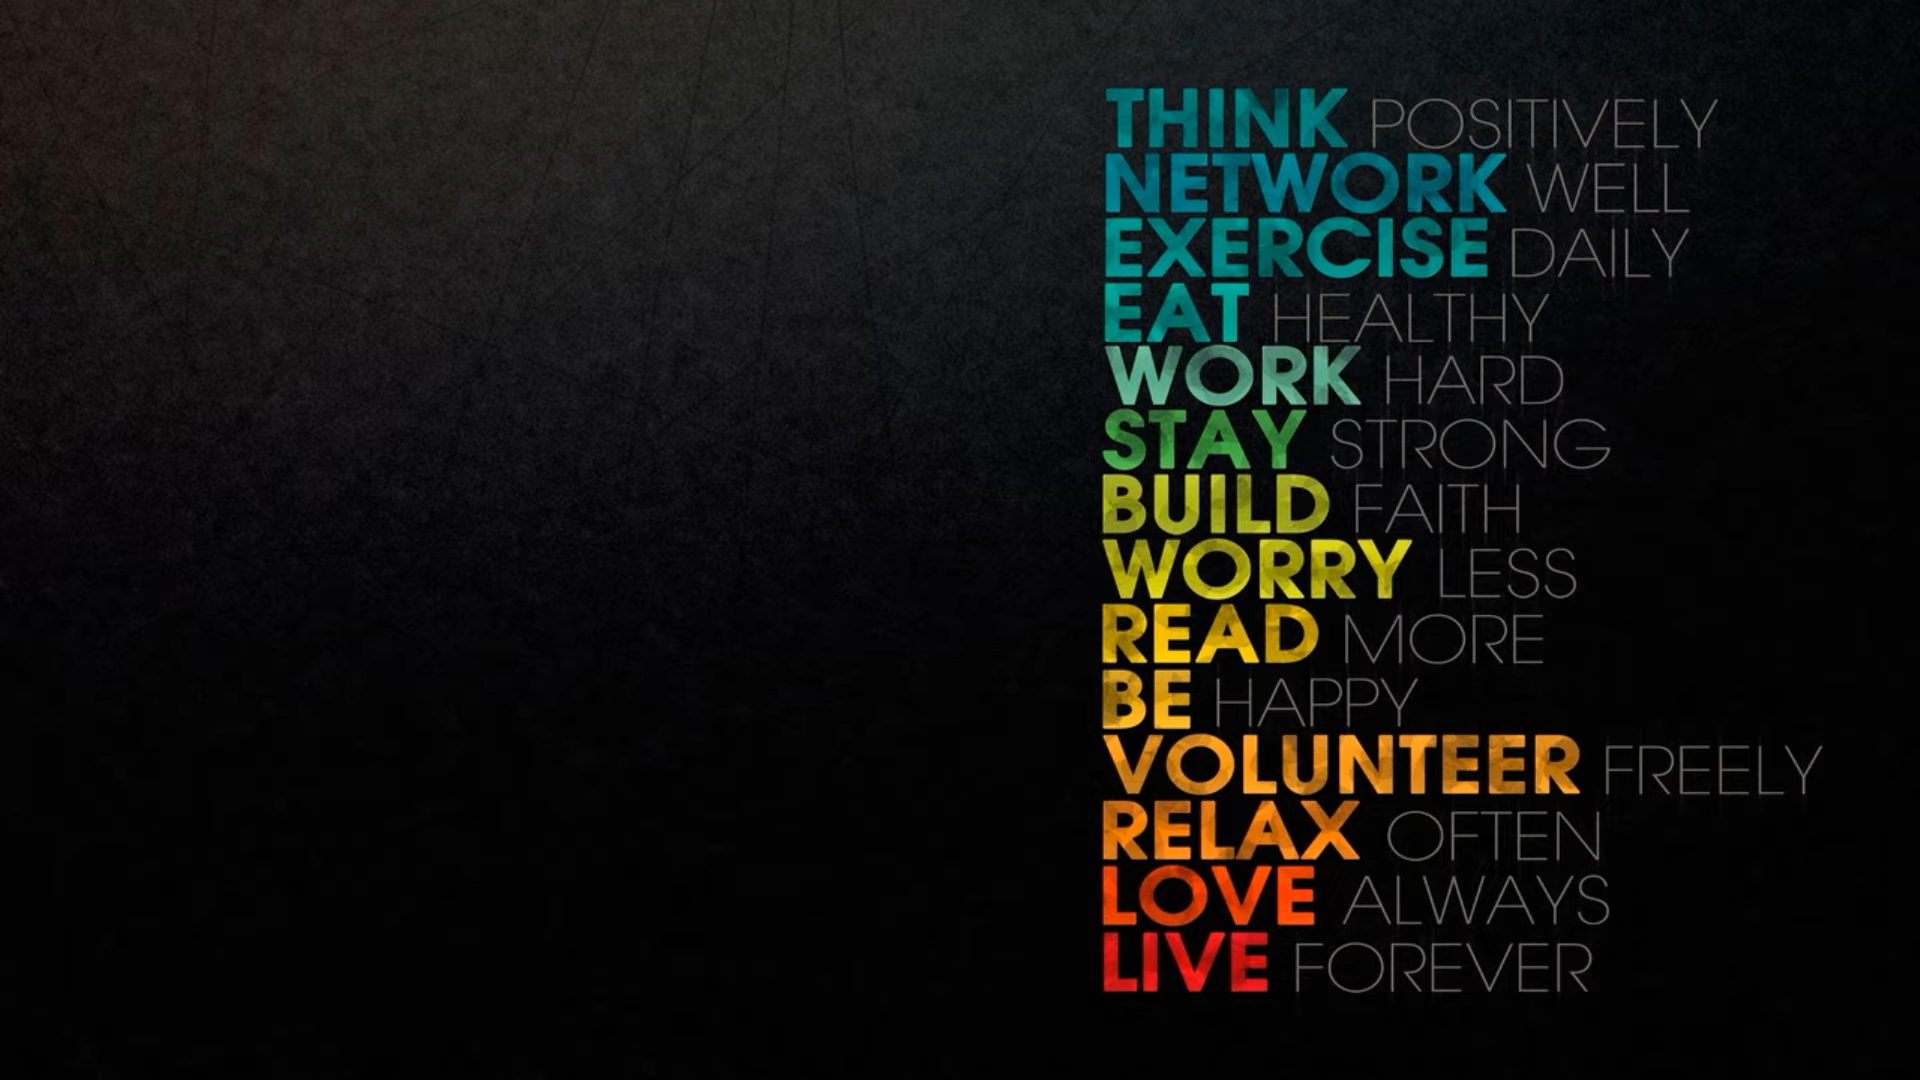 THINK POSITIVELY
NETWORK WELL
EXERCISE DAILY
EAT HEALTHY
WORK HARD
STAY STRONG
BUILD FAITH
WORRY LESS
READ MORE
BE HAPPY
VOLUNTEER FREELY
RELAX OFTEN
LOVE ALWAYS
LIVE FOREVER